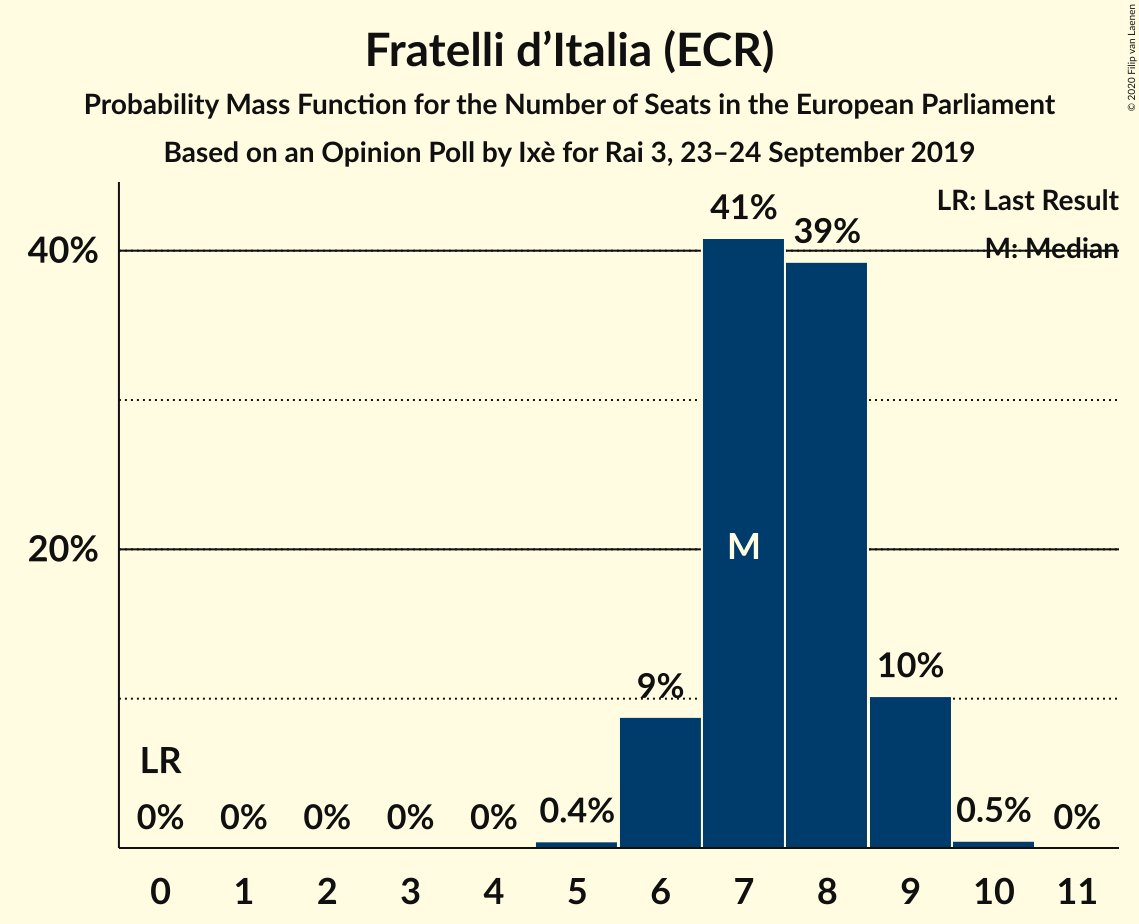 Fratelli d’Italia (ECR)
Probability Mass Function for the Number of Seats in the European Parliament
Based on an Opinion Poll by Ixè for Rai 3, 23–24 September 2019
© 2020 Filip van Laenen
LR: Last Result
M: Median
41%
39%
40%
20%
M
10%
9%
LR
0% 0% 0% 0% 0% 0.4% 0.5% 0%
0 1 2 3 4 5 6 7 8 9 10 11